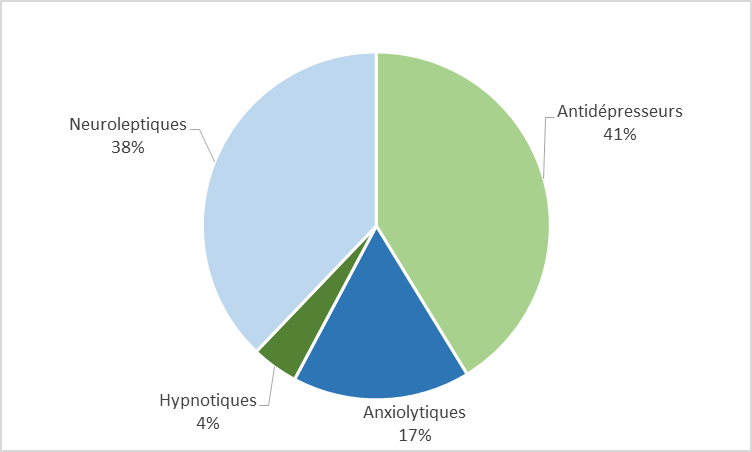 Neuroleptiques
38%
Antidépresseurs
41%
Hypnotiques
4%
Anxiolytiques
17%